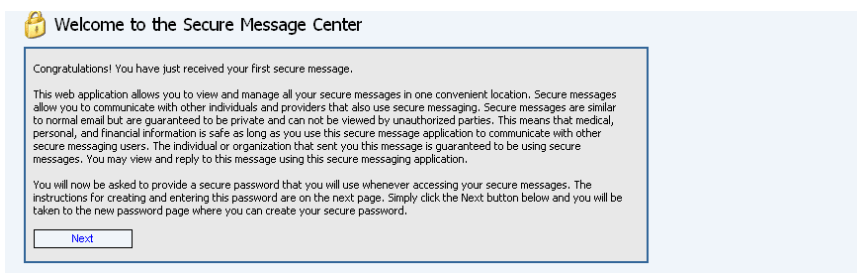 Welcome to the Secure Message Center
Congratulations! You have just received your first secure message.
This web application allows you to view and manage all your secure messages in one convenient location. Secure messages
allow you to communicate with other individuals and providers that also use secure messaging. Secure messages are similar
to normal email but are guaranteed to be private and can not be viewed by unauthorized parties. This means that medical,
personal, and financial information is safe as long as you use this secure message application to communicate with other
secure messaging users. The individual or organization that sent you this message is guaranteed to be using secure
messages. You may view and reply to this message using this secure messaging application.
You will now be asked to provide a secure password that you will use whenever accessing your secure messages. The
instructions for creating and entering this password are on the next page. Simply click the Next button below and you will be
taken to the new password page where you can create your secure password.
Next